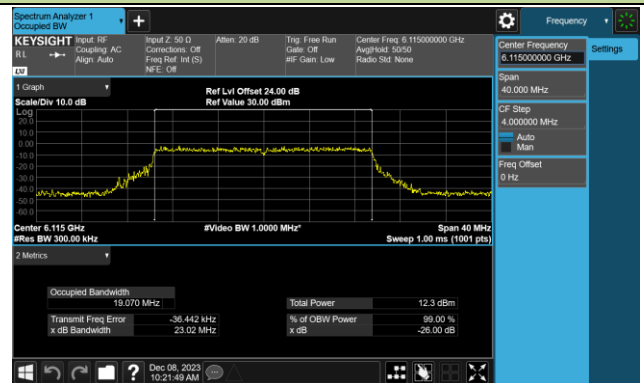 Spectrum Analyzer 1
Occupied BW
Frequency
KEYSIGHT
Input: RF
Coupling: AC
Align: Auto
Input Z: 50 Ω
Corrections: Off
Freq Ref: Int (S)
NFE: Off
Atten: 20 dB
Trig: Free Run
Gate: Off
#IF Gain: Low
Center Freq: 6.115000000 GHz
Avg|Hold: 50/50
Radio Std: None
RL
LXI
Center Frequency
6.115000000 GHz
Settings
Span
40.000 MHz
CF Step
4.000000 MHz
Auto
Man
Freq Offset
0 Hz
1 Graph
Scale/Div 10.0 dB
Ref Lvl Offset 24.00 dB
Ref Value 30.00 dBm
Log
20.0
10.0
0.00
-10.0
-20.0
-30.0
-40.0
-50.0
-60.0
Center 6.115 GHz
#Video BW 1.0000 MHz*
Span 40 MHz
#Res BW 300.00 kHz
Sweep 1.00 ms (1001 pts)
2 Metrics
Occupied Bandwidth
19.070 MHz
Total Power 12.3 dBm
Transmit Freq Error -36.442 kHz
% of OBW Power 99.00 %
x dB Bandwidth 23.02 MHz
x dB -26.00 dB
?
Dec 08, 2023
10:21:49 AM